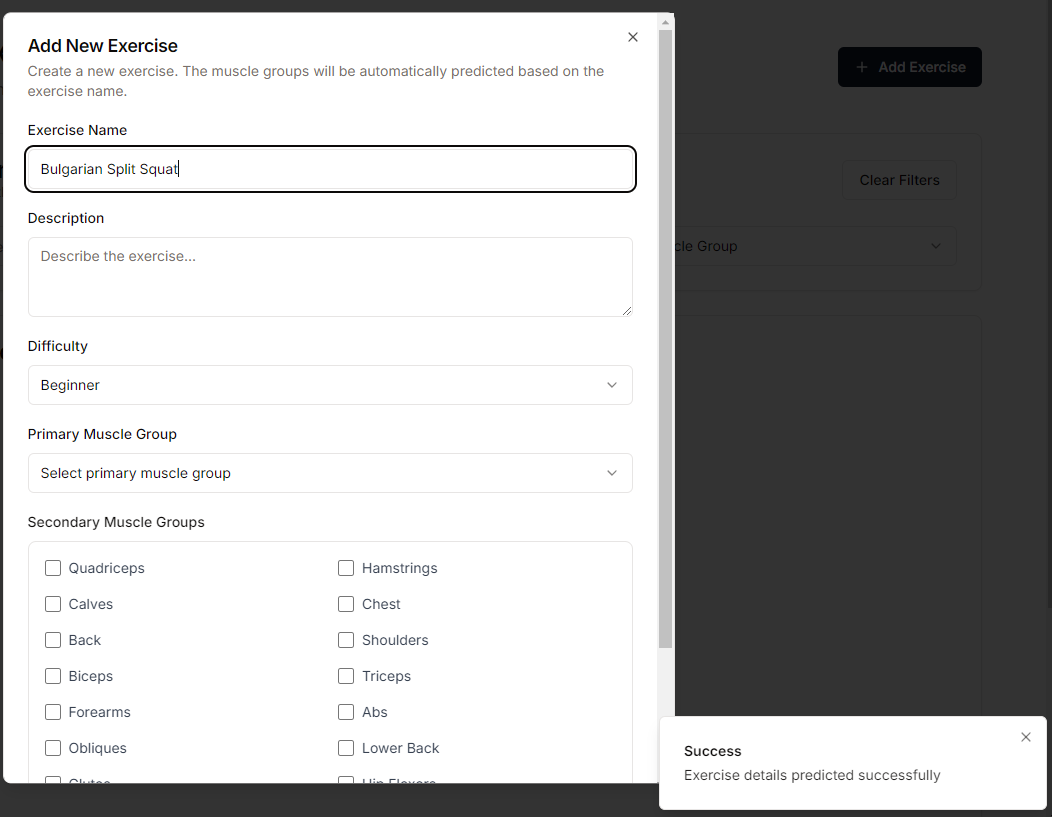 Add New Exercise
Create a new exercise. The muscle groups will be automatically predicted based on the
exercise name.
Exercise Name
Bulgarian Split Squat
Description
Describe the exercise...
Difficulty
Beginner
Primary Muscle Group
Select primary muscle group
Secondary Muscle Groups
Quadriceps
Hamstrings
Calves
Chest
Back
Shoulders
Biceps
Triceps
Forearms
Abs
Obliques
Lower Back
Glutes
Hip Flexors
Add Exercise
Clear Filters
cle Group
Success
Exercise details predicted successfully